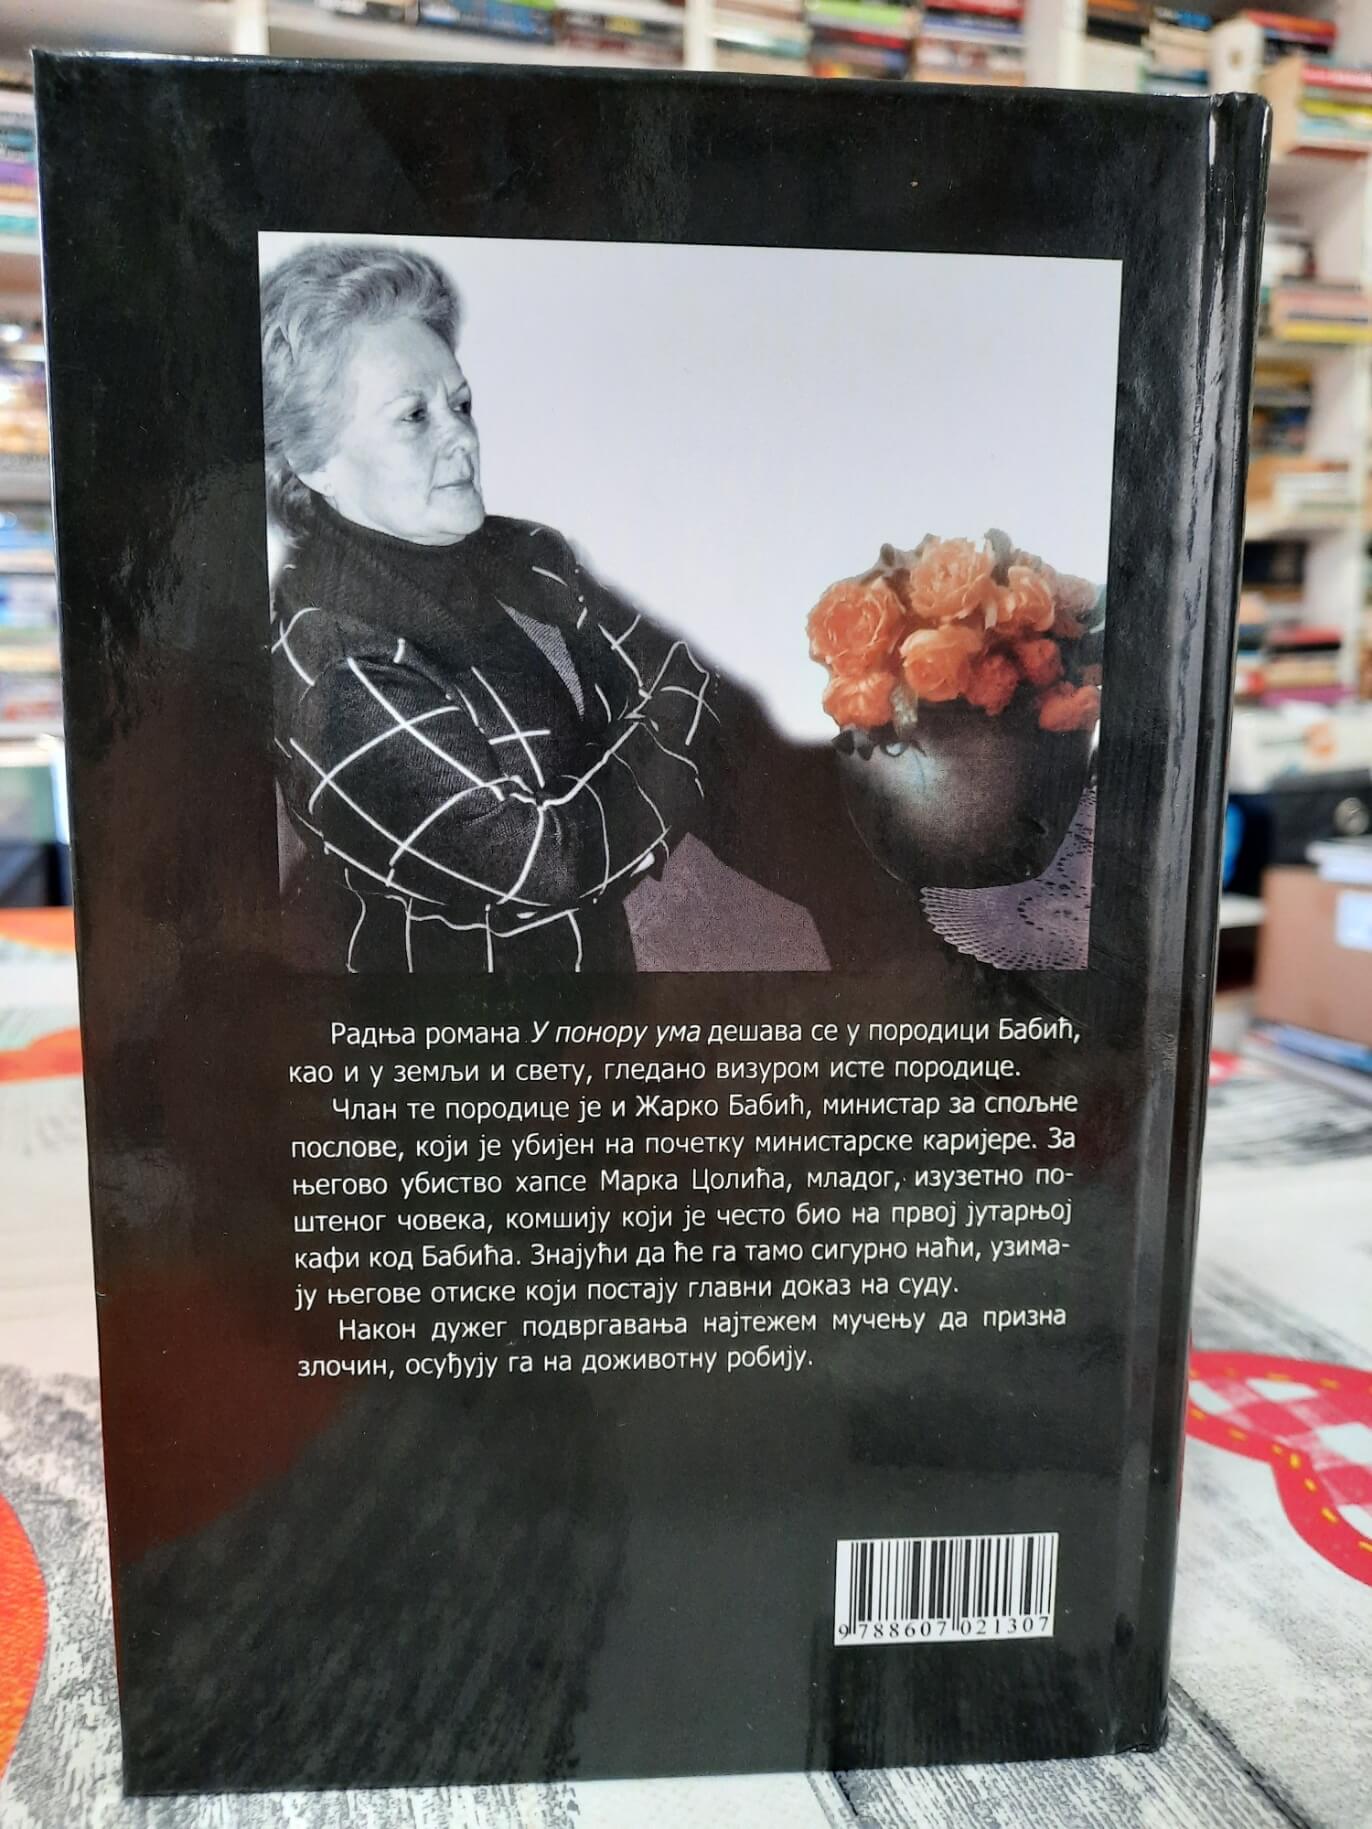 Радња романа У понору ума дешава се у породици Бабић,
као и у земљи и свету, гледано визуром исте породице.
Члан те породице је и Жарко Бабић, министар за спољне
послове, који је убијен на почетку министарске каријере. За
његово убиство хапсе Марка Цолића, младог, изузетно по-
штеног човека, комшију који је често био на првој јутарњој
кафи код Бабића. Знајући да ће га тамо сигурно наћи, узима-
ју његове отиске који постају главни доказ на суду.
Након дужег подвргавања најтежем мучењу да призна
злочин, осуђују га на доживотну робију.
9 788607 021307